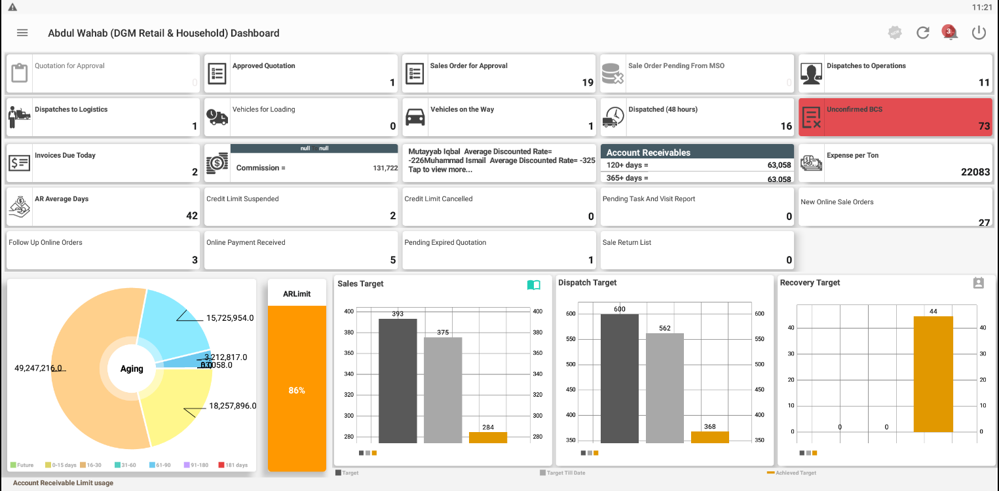 11:21
Abdul Wahab (DGM Retail & Household) Dashboard
NEW
3
Quotation for Approval
0
Approved Quotation
1
Sales Order for Approval
19
Sale Order Pending From MSO
0
Dispatches to Operations
11
Dispatches to Logistics
1
Vehicles for Loading
0
Vehicles on the Way
1
Dispatched (48 hours)
16
Unconfirmed BCS
73
Invoices Due Today
2
null To null
Commission =
131,722
Mutayyab Iqbal Average Discounted Rate=
-226Muhammad Ismail Average Discounted Rate= -325
Tap to view more...
Account Receivables
120+ days =
63,058
365+ days =
63,058
Expense per Ton
22083
AR Average Days
42
Credit Limit Suspended
2
Credit Limit Cancelled
0
Pending Task And Visit Report
0
New Online Sale Orders
27
Follow Up Online Orders
3
Online Payment Received
5
Pending Expired Quotation
1
Sale Return List
0
15,725,954.0
3,212,817.0
49,247,216.0
Aging
18,257,896.0
Future
0-15 days
16-30
31-60
61-90
91-180
181 days
Account Receivable Limit usage
ARLimit
86%
Sales Target
400
380
360
340
320
300
280
393
375
284
400
380
360
340
320
300
280
Dispatch Target
600
550
500
450
400
350
600
562
368
600
550
500
450
400
350
Recovery Target
40
30
20
10
0
0
0
44
40
30
20
10
0
Target
Target Till Date
Achieved Target